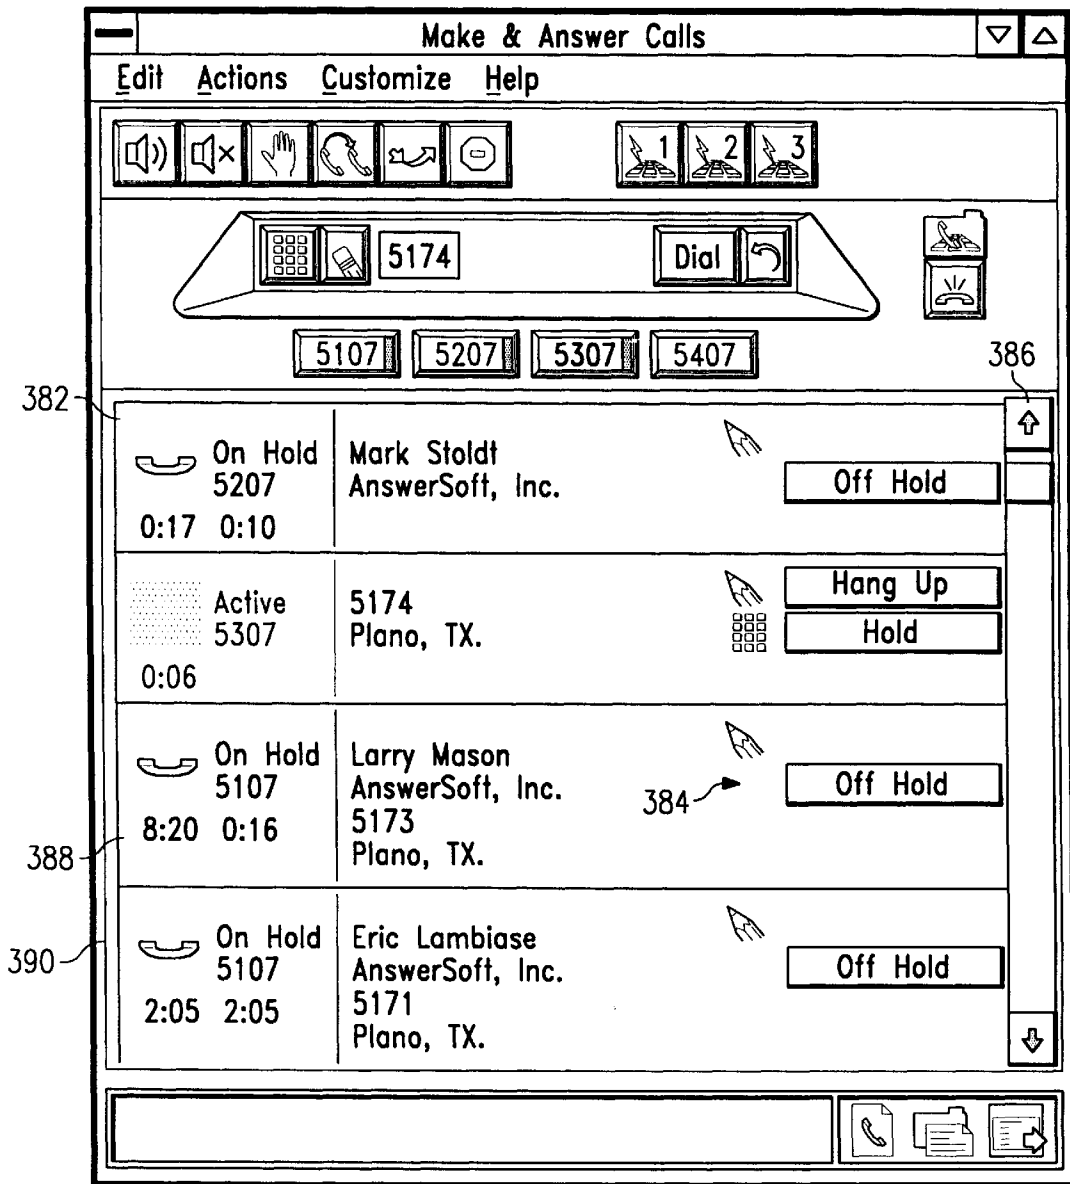 Make & Answer Calls
Edit Actions Customize Help
1 2 3
5174 Dial
5107 5207 5307 5407
386
382
On Hold
5207
0:17 0:10
Mark Stoldt
AnswerSoft, Inc.
Off Hold
Active
5307
0:06
5174
Plano, TX.
Hang Up
Hold
On Hold
5107
8:20 0:16
Larry Mason
AnswerSoft, Inc.
5173
Plano, TX.
384
Off Hold
388
390
On Hold
5107
2:05 2:05
Eric Lambiase
AnswerSoft, Inc.
5171
Plano, TX.
Off Hold